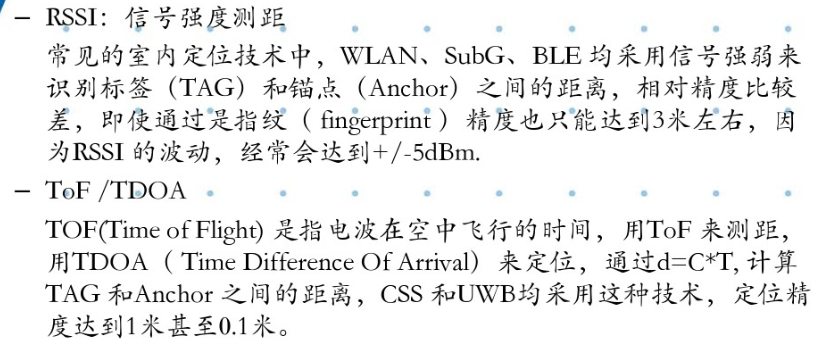 – RSSI：信号强度测距
常见的室内定位技术中，WLAN、SubG、BLE 均采用信号强弱来
识别标签（TAG）和锚点（Anchor）之间的距离，相对精度比较
差，即使通过是指纹（ fingerprint ）精度也只能达到3米左右，因
为RSSI 的波动，经常会达到+/-5dBm.
– ToF /TDOA
TOF(Time of Flight) 是指电波在空中飞行的时间，用ToF 来测距，
用TDOA（ Time Difference Of Arrival）来定位，通过d=C*T, 计算
TAG 和Anchor 之间的距离，CSS 和UWB均采用这种技术，定位精
度达到1米甚至0.1米。